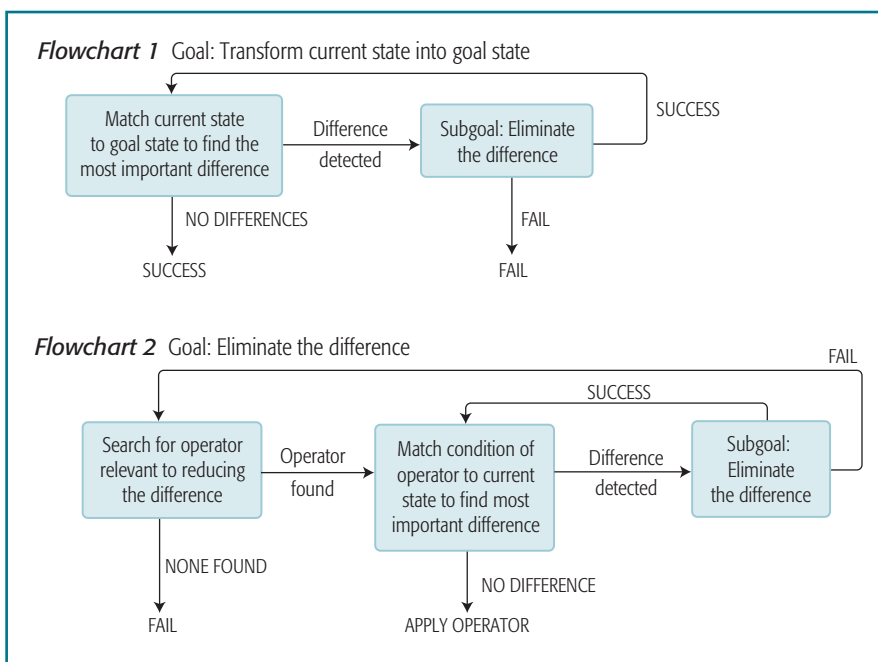 Flowchart 1 Goal: Transform current state into goal state
Match current state
to goal state to find the
most important difference
Difference
detected
Subgoal: Eliminate
the difference
SUCCESS
NO DIFFERENCES
SUCCESS
FAIL
FAIL
Flowchart 2 Goal: Eliminate the difference
FAIL
SUCCESS
Search for operator
relevant to reducing
the difference
Operator
found
Match condition of
operator to current
state to find most
important difference
Difference
detected
Subgoal:
Eliminate
the difference
NONE FOUND
FAIL
NO DIFFERENCE
APPLY OPERATOR